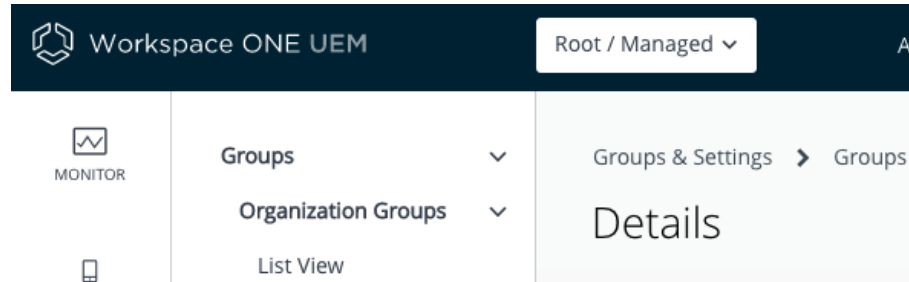 Workspace ONE UEM
Root / Managed
A
MONITOR
Groups
Organization Groups
List View
Groups & Settings > Groups
Details